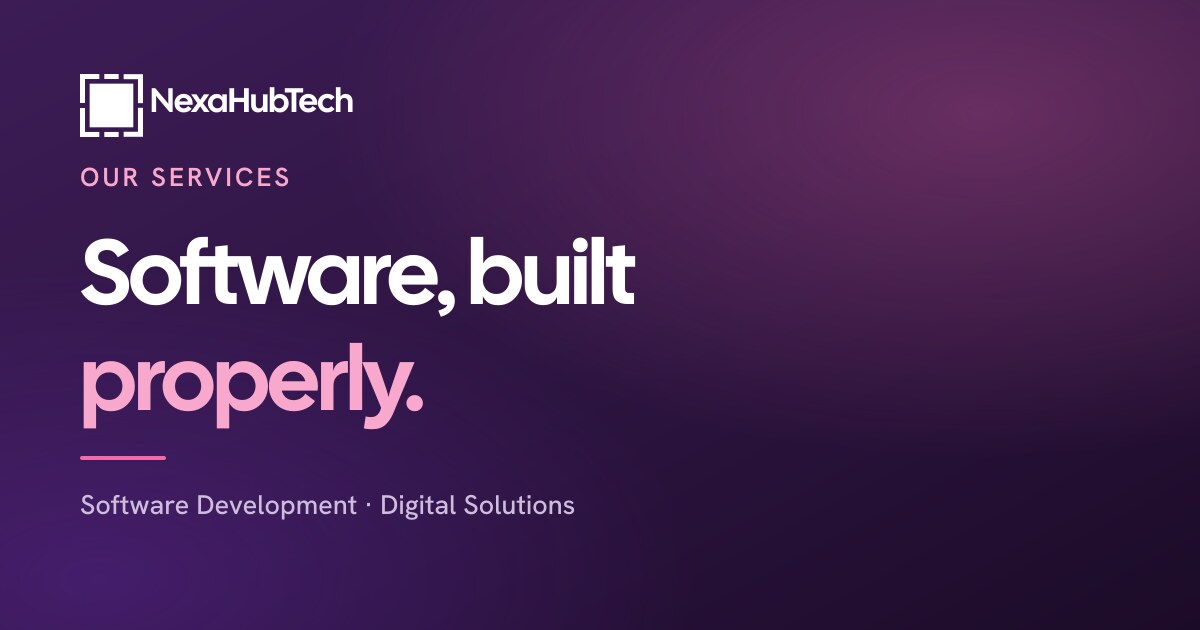 NexaHubTech
OUR SERVICES
Software, built
properly.
Software Development · Digital Solutions